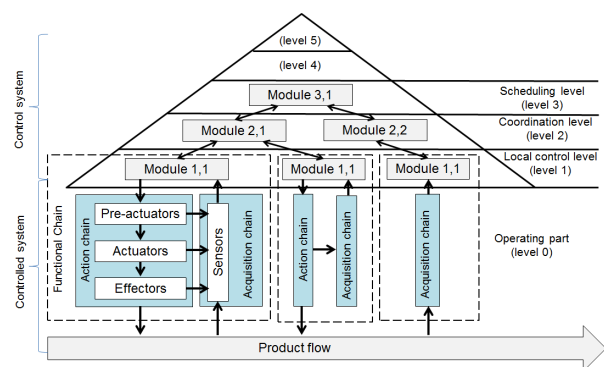 (level 5)
(level 4)
Module 3,1
Scheduling level
(level 3)
Module 2,1
Module 2,2
Coordination level
(level 2)
Module 1,1
Module 1,1
Module 1,1
Local control level
(level 1)
Control system
Controlled system
Functional Chain
Action chain
Pre-actuators
Actuators
Effectors
Sensors
Acquisition chain
Action chain
Acquisition chain
Acquisition chain
Operating part
(level 0)
Product flow